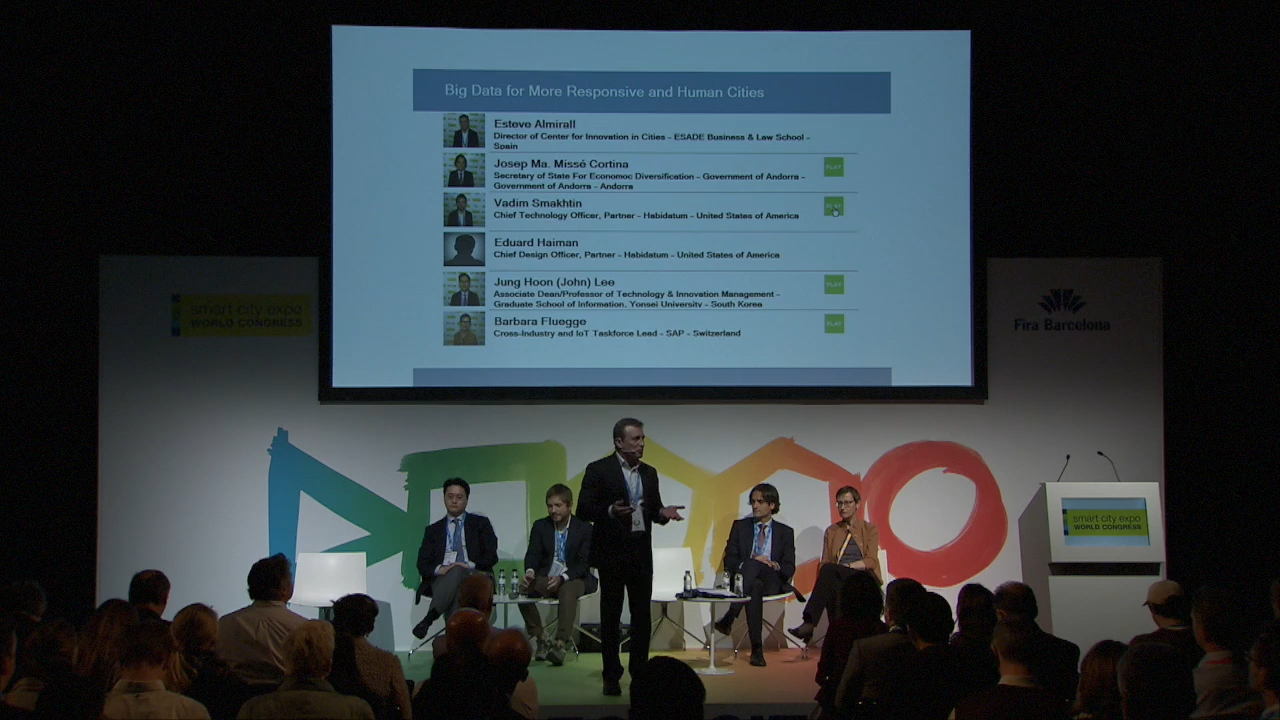 Big Data for More Responsive and Human Cities
Esteve Almirall
Director of Center for Innovation in Cities - ESADE Business & Law School -
Spain
Josep Ma. Missé Cortina
PLAY
Secretary of State For Economoc Diversification - Government of Andorra -
Government of Andorra - Andorra
Vadim Smakhtin
PLAY
Chief Technology Officer, Partner - Habidatum - United States of America
Eduard Haiman
Chief Design Officer, Partner - Habidatum - United States of America
Jung Hoon (John) Lee
PLAY
Associate Dean/Professor of Technology & Innovation Management -
Graduate School of Information, Yonsei University - South Korea
Barbara Fluegge
PLAY
Cross-Industry and IoT Taskforce Lead - SAP - Switzerland
smart city expo
WORLD CONGRESS
Fira Barcelona
smart city expo
WORLD CONGRESS